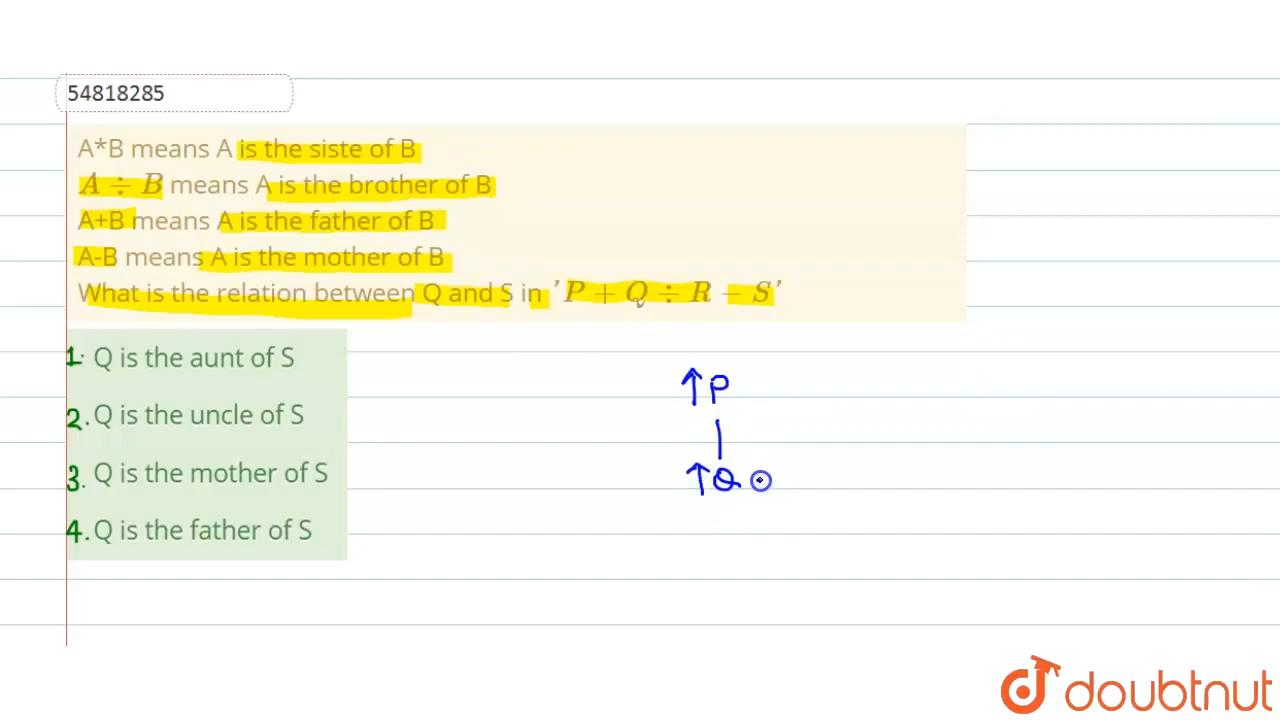 54818285
A*B means A is the siste of B
A ÷ B means A is the brother of B
A+B means A is the father of B
A-B means A is the mother of B
What is the relation between Q and S in 'P + Q ÷ R − S'
1. Q is the aunt of S
2. Q is the uncle of S
3. Q is the mother of S
4. Q is the father of S
↑ P
↑ Q
doubtnut